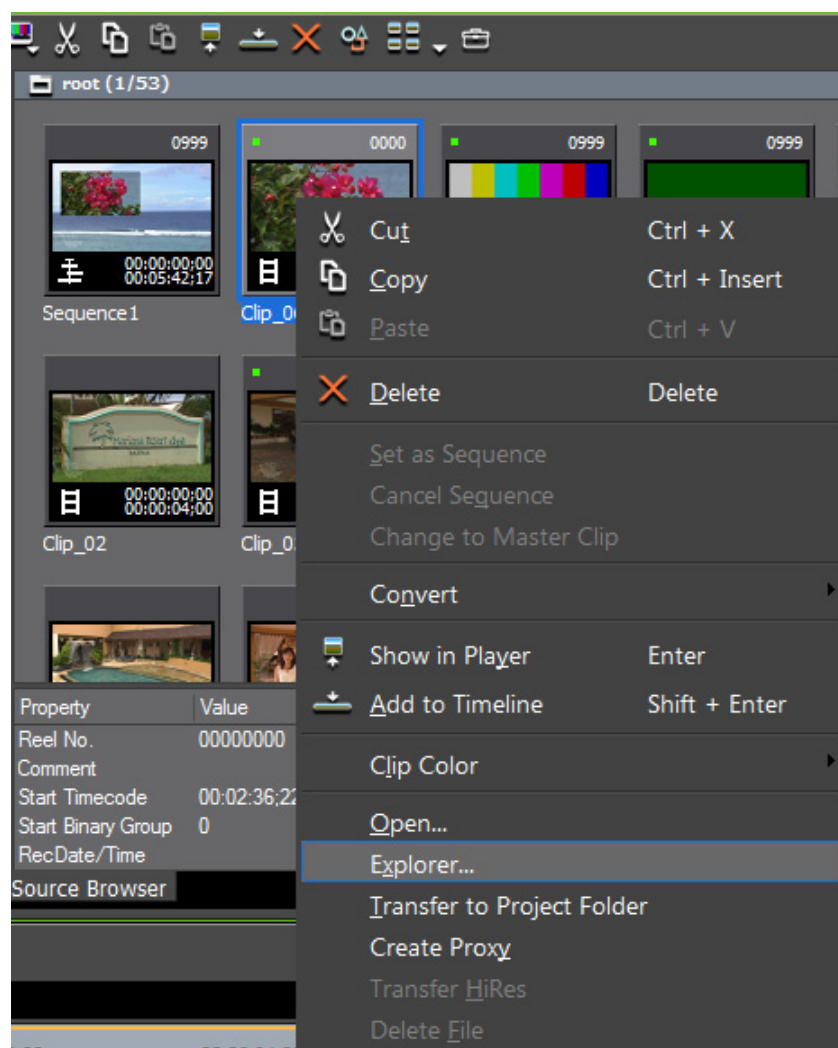 root (1/53)
0999 0000 0999 0999
00:00:00;00
00:05:42;17
Sequence1
Cut Ctrl + X
Copy Ctrl + Insert
Paste Ctrl + V
Delete Delete
Set as Sequence
Cancel Sequence
Change to Master Clip
Convert
Show in Player Enter
Add to Timeline Shift + Enter
Clip Color
Open...
Explorer...
Transfer to Project Folder
Create Proxy
Transfer HiRes
Delete File
00:00:00;00
00:00:04;00
Clip_02
Property Value
Reel No. 00000000
Comment
Start Timecode 00:02:36;22
Start Binary Group 0
RecDate/Time
Source Browser